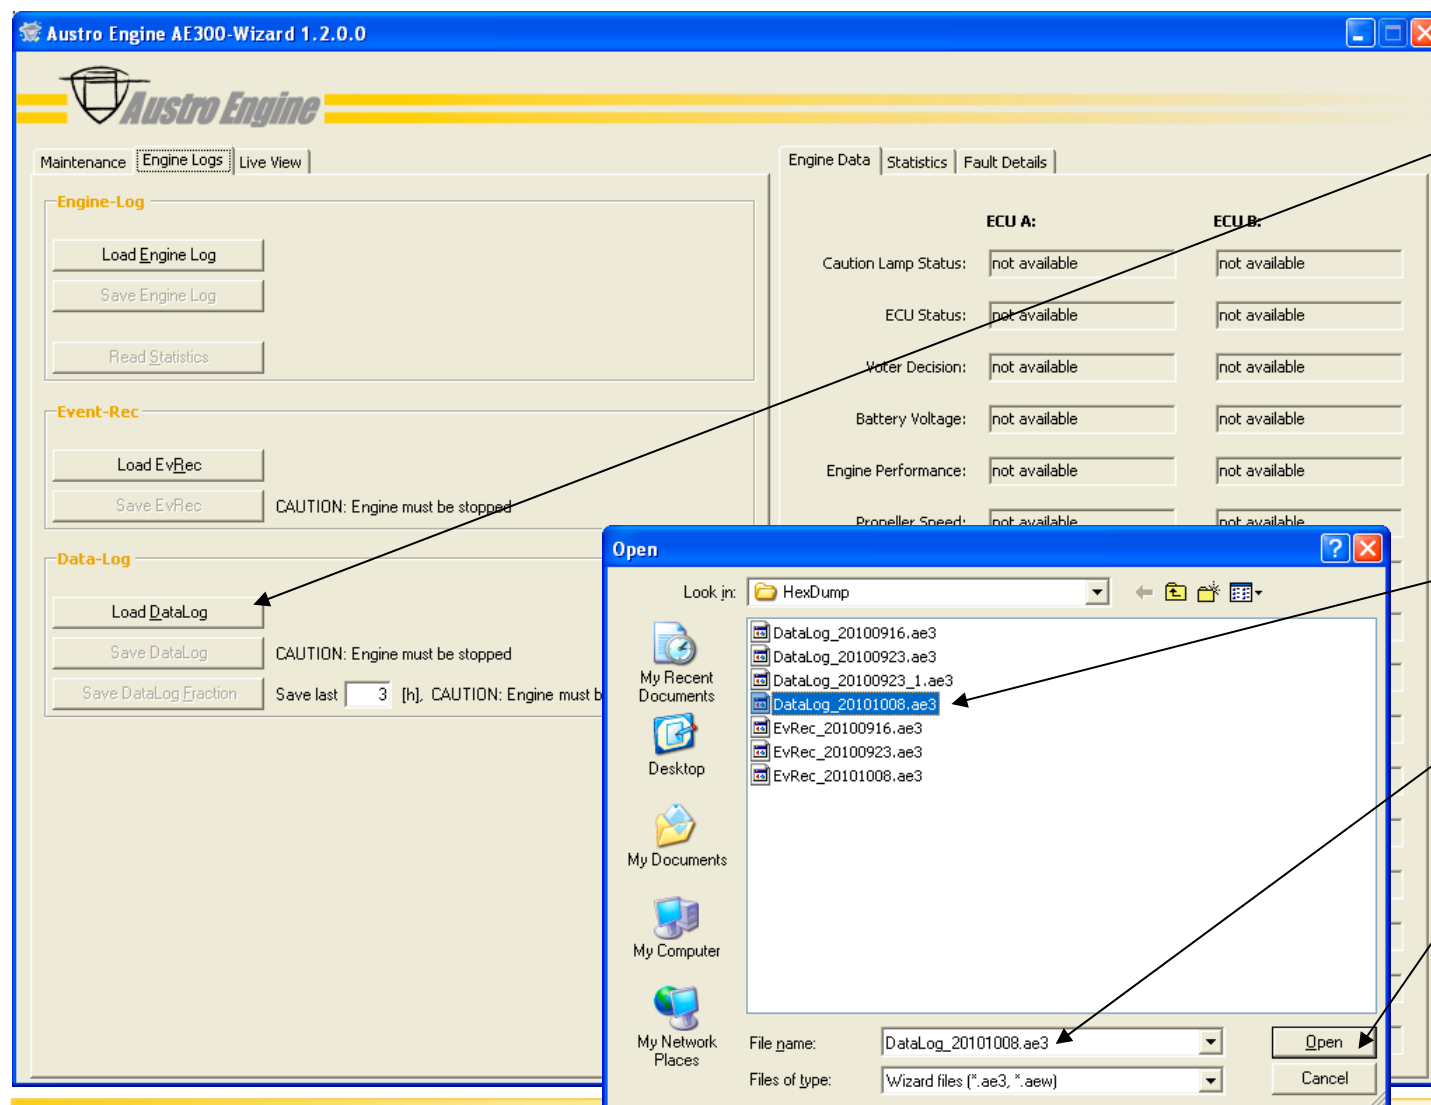 Austro Engine AE300-Wizard 1.2.0.0
Austro Engine
Maintenance Engine Logs Live View
Engine-Log
Load Engine Log
Save Engine Log
Read Statistics
Event-Rec
Load EvRec
Save EvRec CAUTION: Engine must be stopped
Data-Log
Load DataLog
Save DataLog CAUTION: Engine must be stopped
Save DataLog Fraction Save last 3 [h], CAUTION: Engine must b
Engine Data Statistics Fault Details
ECU A: ECU B:
Caution Lamp Status: not available not available
ECU Status: not available not available
Voter Decision: not available not available
Battery Voltage: not available not available
Engine Performance: not available not available
Propeller Speed: not available not available
Open
Look in: HexDump
My Recent
Documents
Desktop
My Documents
My Computer
My Network
Places
DataLog_20100916.ae3
DataLog_20100923.ae3
DataLog_20100923_1.ae3
DataLog_20101008.ae3
EvRec_20100916.ae3
EvRec_20100923.ae3
EvRec_20101008.ae3
File name: DataLog_20101008.ae3 Open
Files of type: Wizard files (*.ae3, *.aew) Cancel